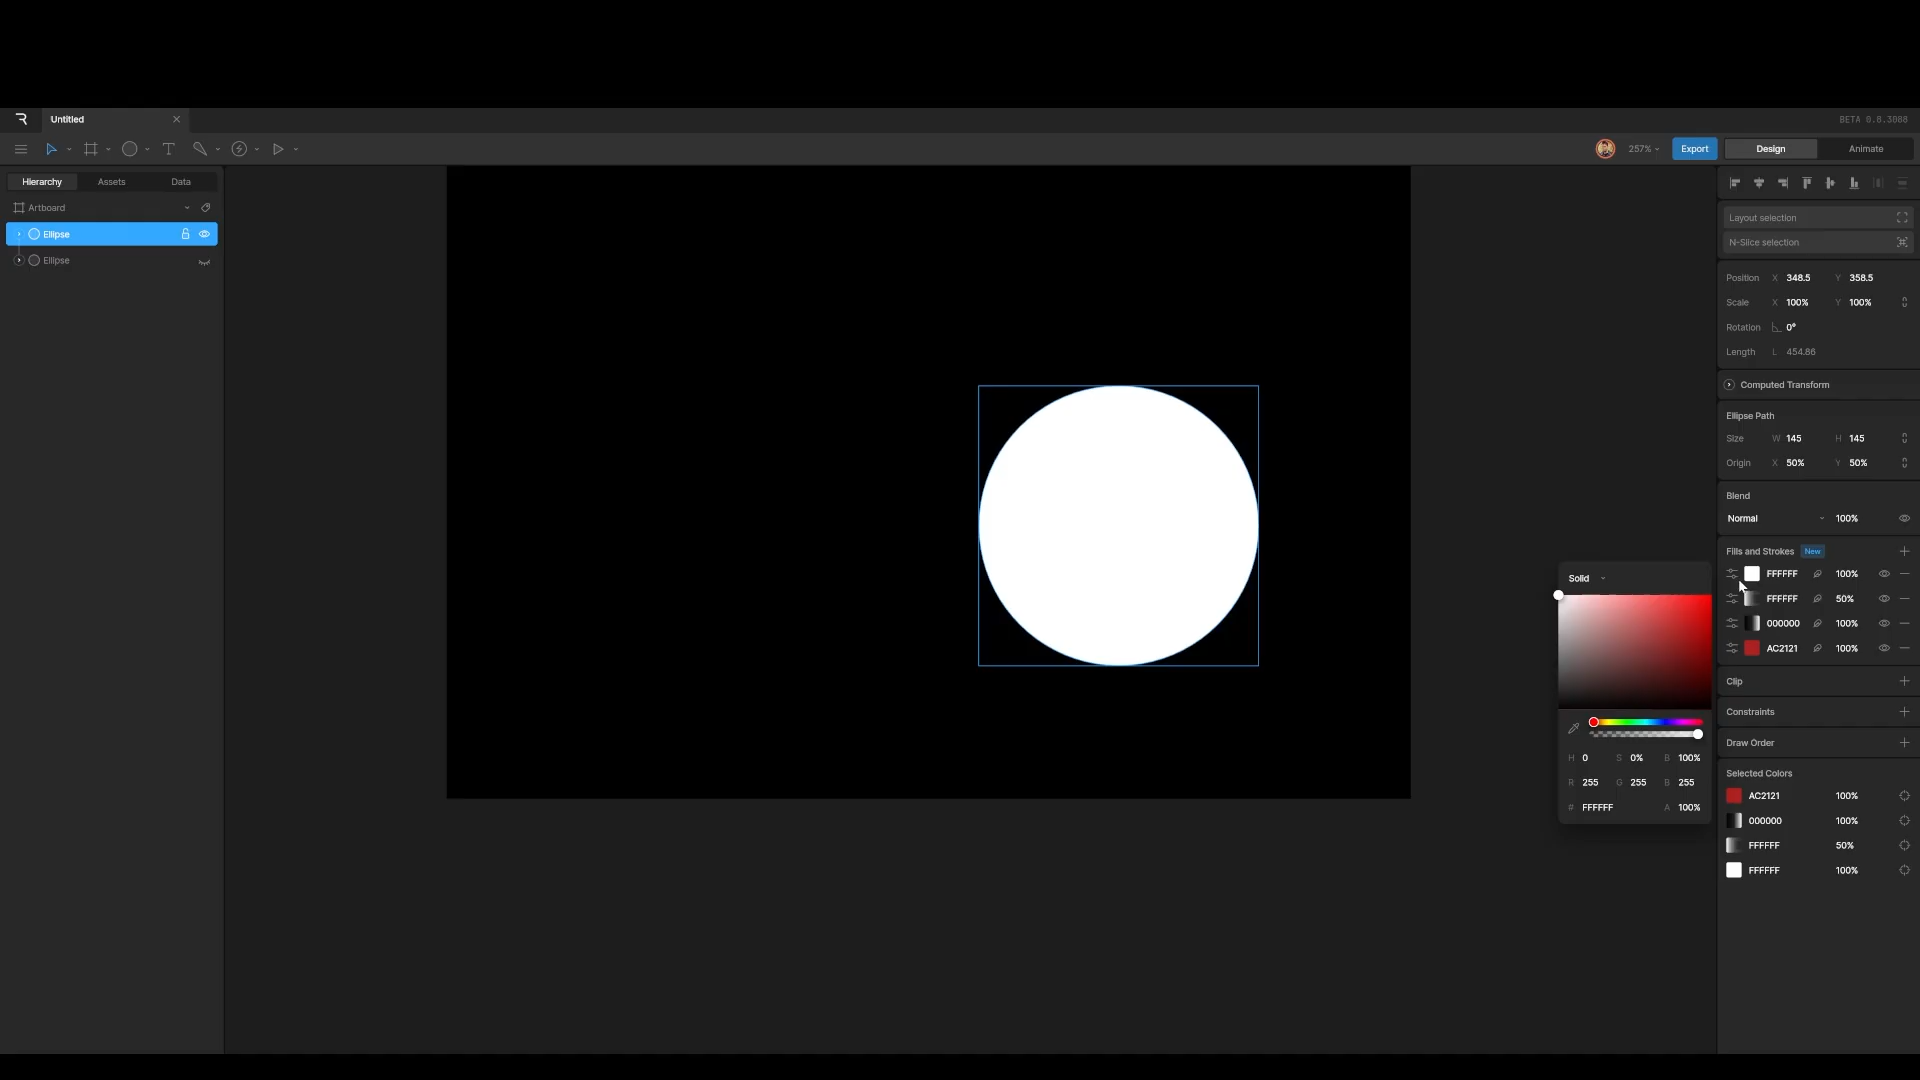 Untitled
BETA 0.8.3088
T
257%
Export
Design
Animate
Hierarchy
Assets
Data
Artboard
Ellipse
Ellipse
Layout selection
N-Slice selection
Position X 348.5 Y 358.5
Scale X 100% Y 100%
Rotation 0°
Length L 454.86
Computed Transform
Ellipse Path
Size W 145 H 145
Origin X 50% Y 50%
Blend
Normal 100%
Fills and Strokes New
FFFFFF 100%
FFFFFF 50%
000000 100%
AC2121 100%
Solid
H 0 S 0% B 100%
R 255 G 255 B 255
# FFFFFF A 100%
Clip
Constraints
Draw Order
Selected Colors
AC2121 100%
000000 100%
FFFFFF 50%
FFFFFF 100%